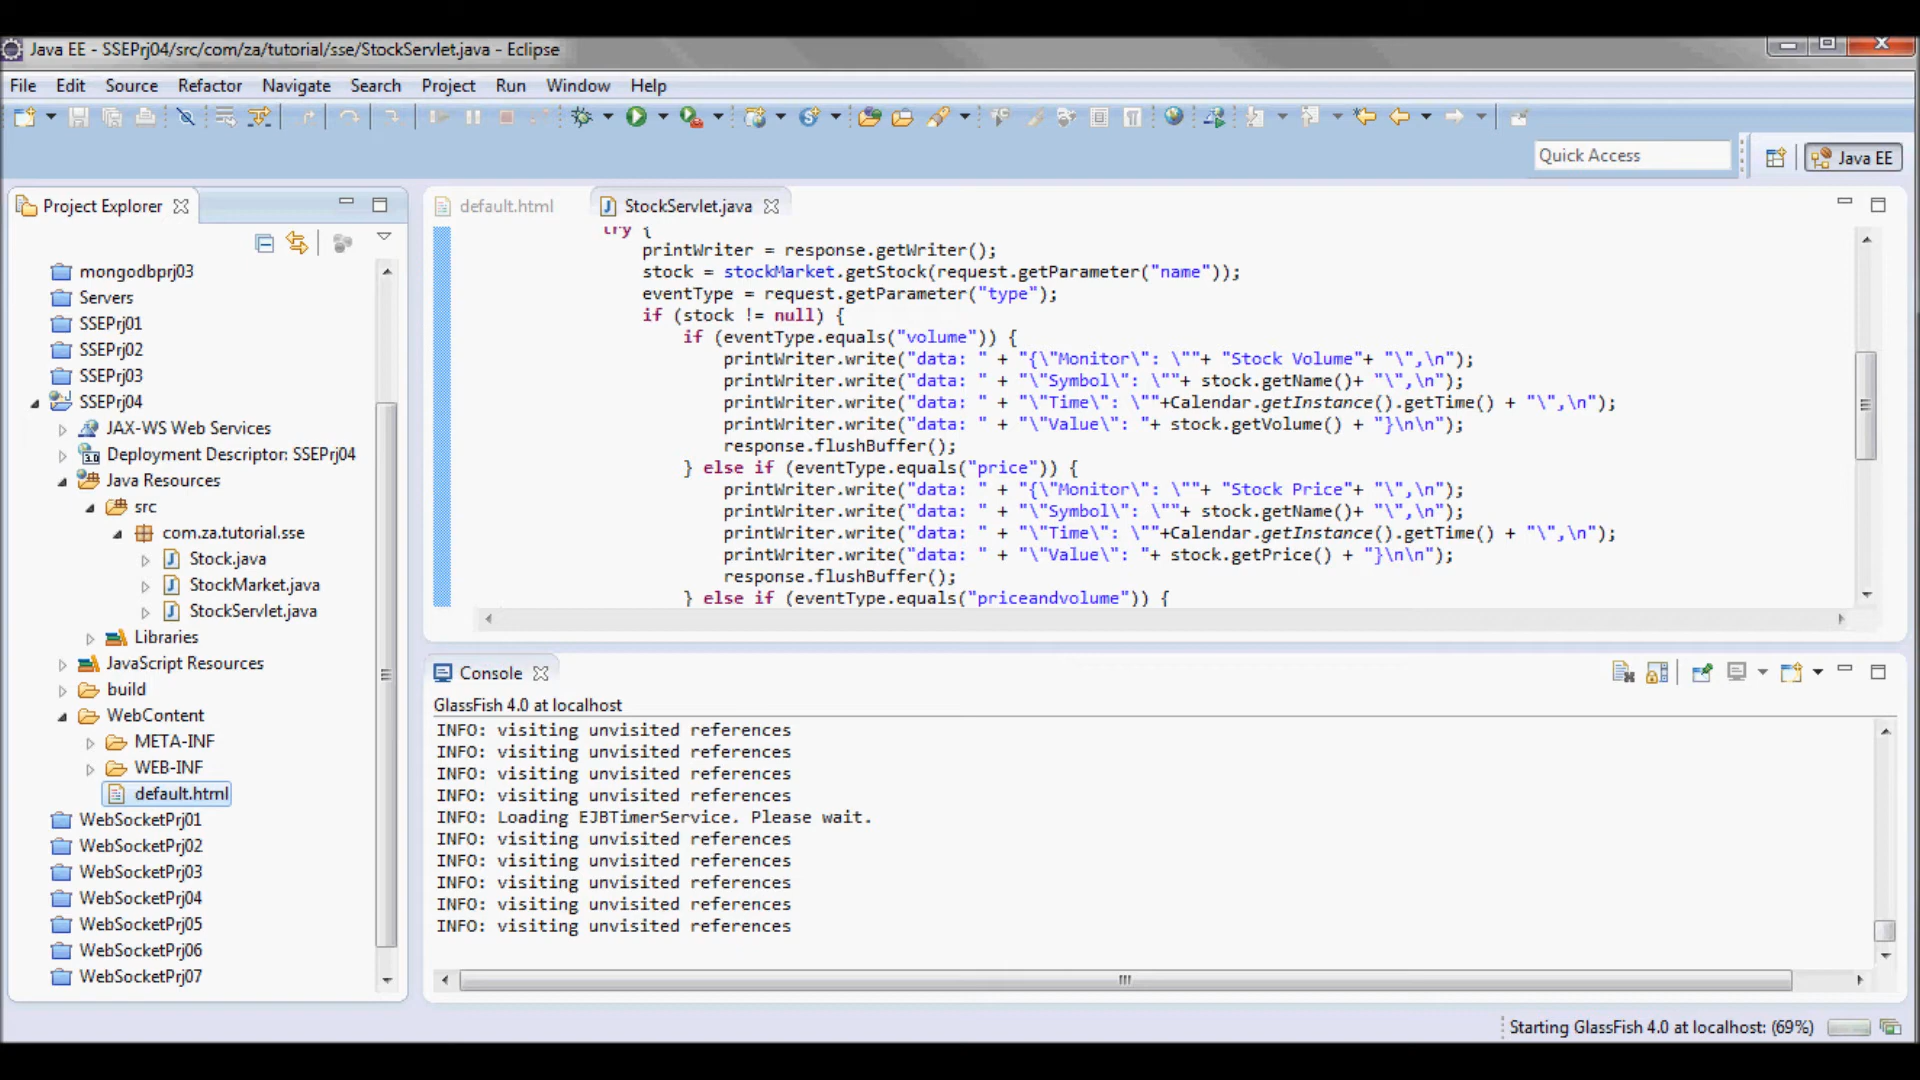 Java EE - SSEPrj04/src/com/za/tutorial/sse/StockServlet.java - Eclipse
File Edit Source Refactor Navigate Search Project Run Window Help
Quick Access
Java EE
Project Explorer
mongodbprj03
Servers
SSEPrj01
SSEPrj02
SSEPrj03
SSEPrj04
JAX-WS Web Services
Deployment Descriptor: SSEPrj04
Java Resources
src
com.za.tutorial.sse
Stock.java
StockMarket.java
StockServlet.java
Libraries
JavaScript Resources
build
WebContent
META-INF
WEB-INF
default.html
WebSocketPrj01
WebSocketPrj02
WebSocketPrj03
WebSocketPrj04
WebSocketPrj05
WebSocketPrj06
WebSocketPrj07
default.html StockServlet.java
try {
printWriter = response.getWriter();
stock = stockMarket.getStock(request.getParameter("name"));
eventType = request.getParameter("type");
if (stock != null) {
if (eventType.equals("volume")) {
printWriter.write("data: " + "{\"Monitor\": \""+ "Stock Volume"+ "\",\n");
printWriter.write("data: " + "\"Symbol\": \""+ stock.getName()+ "\",\n");
printWriter.write("data: " + "\"Time\": \""+Calendar.getInstance().getTime() + "\",\n");
printWriter.write("data: " + "\"Value\": "+ stock.getVolume() + "}\n\n");
response.flushBuffer();
} else if (eventType.equals("price")) {
printWriter.write("data: " + "{\"Monitor\": \""+ "Stock Price"+ "\",\n");
printWriter.write("data: " + "\"Symbol\": \""+ stock.getName()+ "\",\n");
printWriter.write("data: " + "\"Time\": \""+Calendar.getInstance().getTime() + "\",\n");
printWriter.write("data: " + "\"Value\": "+ stock.getPrice() + "}\n\n");
response.flushBuffer();
} else if (eventType.equals("priceandvolume")) {
Console
GlassFish 4.0 at localhost
INFO: visiting unvisited references
INFO: visiting unvisited references
INFO: visiting unvisited references
INFO: visiting unvisited references
INFO: Loading EJBTimerService. Please wait.
INFO: visiting unvisited references
INFO: visiting unvisited references
INFO: visiting unvisited references
INFO: visiting unvisited references
INFO: visiting unvisited references
Starting GlassFish 4.0 at localhost: (69%)